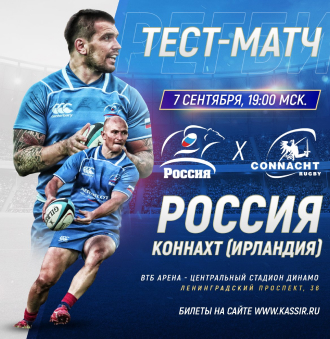 ТЕСТ-МАТЧ
7 СЕНТЯБРЯ, 19:00 МСК.
РОССИЯ X CONNACHT
RUGBY
РОССИЯ
КОННАХТ (ИРЛАНДИЯ)
ВТБ АРЕНА - ЦЕНТРАЛЬНЫЙ СТАДИОН ДИНАМО
ЛЕНИНГРАДСКИЙ ПРОСПЕКТ, 36
БИЛЕТЫ НА САЙТЕ WWW.KASSIR.RU